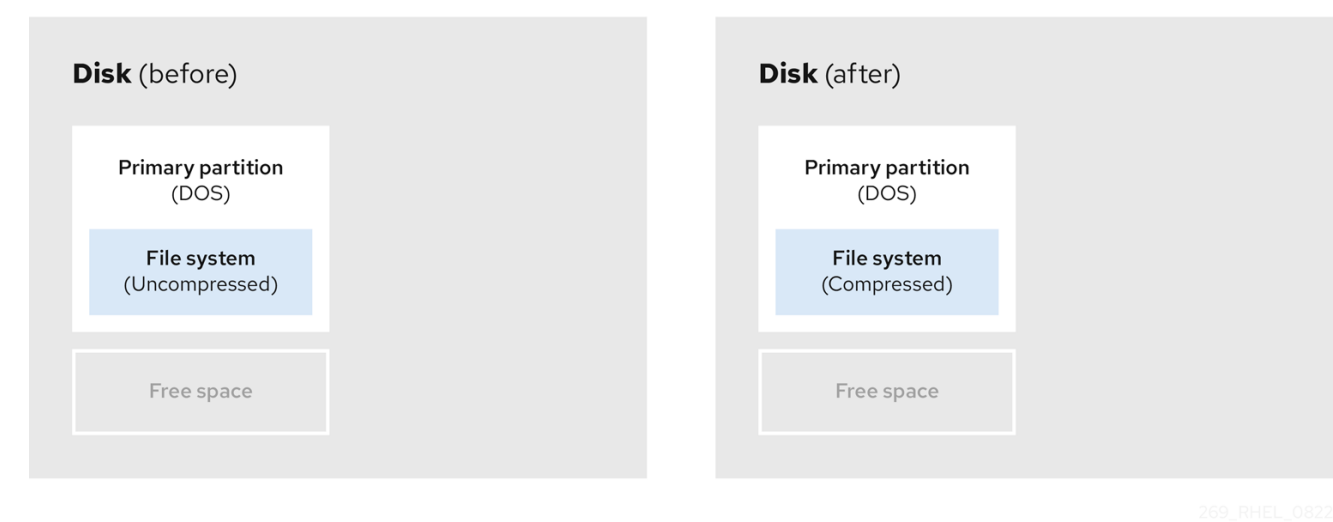 Disk (before)
Primary partition
(DOS)
File system
(Uncompressed)
Free space
Disk (after)
Primary partition
(DOS)
File system
(Compressed)
Free space
269_RHEL_0822